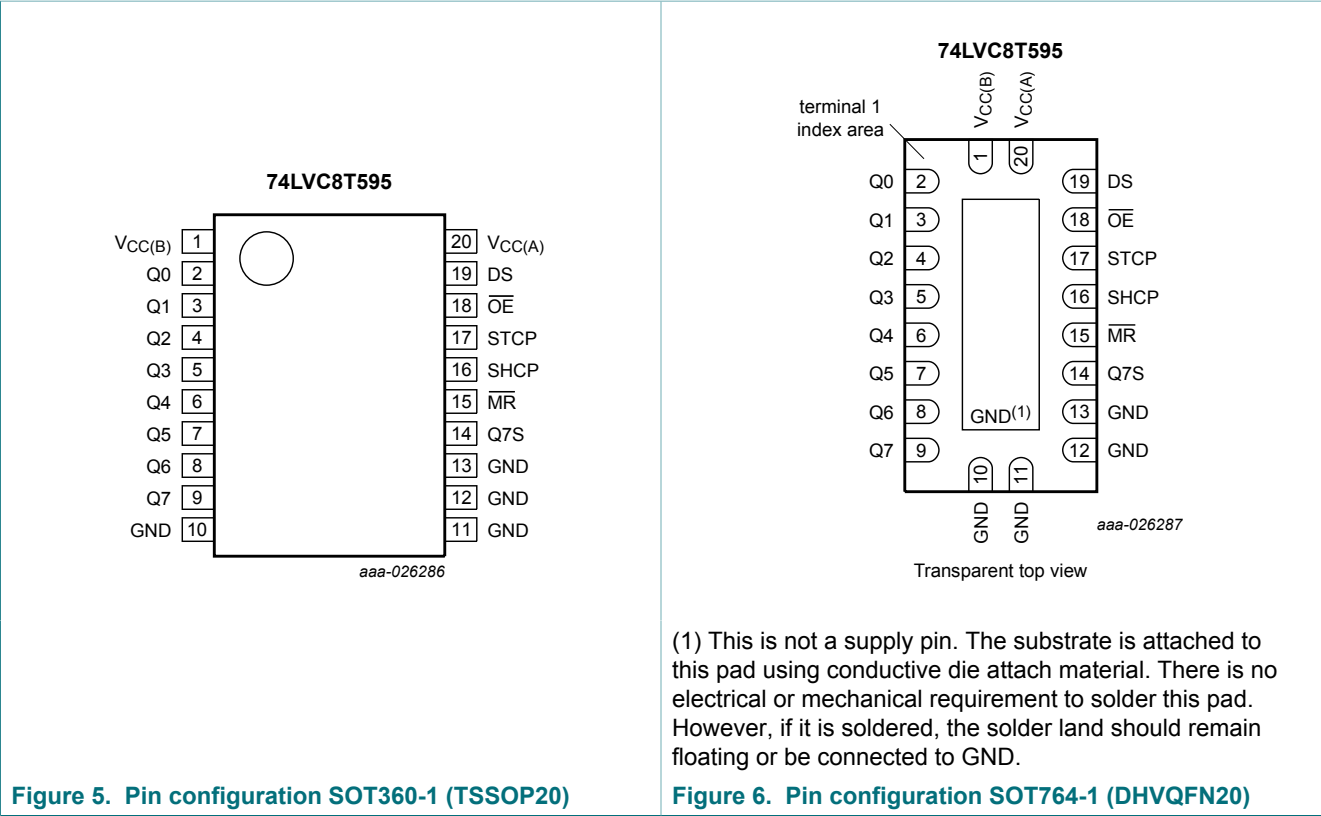 74LVC8T595
VCC(B) 1
Q0 2
Q1 3
Q2 4
Q3 5
Q4 6
Q5 7
Q6 8
Q7 9
GND 10
20 VCC(A)
19 DS
18 O̅E̅
17 STCP
16 SHCP
15 M̅R̅
14 Q7S
13 GND
12 GND
11 GND
aaa-026286
74LVC8T595
terminal 1
index area
VCC(B)
VCC(A)
1
20
Q0 2
Q1 3
Q2 4
Q3 5
Q4 6
Q5 7
Q6 8
Q7 9
19 DS
18 O̅E̅
17 STCP
16 SHCP
15 M̅R̅
14 Q7S
13 GND
12 GND
GND(1)
10
11
GND
GND
aaa-026287
Transparent top view
(1) This is not a supply pin. The substrate is attached to
this pad using conductive die attach material. There is no
electrical or mechanical requirement to solder this pad.
However, if it is soldered, the solder land should remain
floating or be connected to GND.
Figure 5. Pin configuration SOT360-1 (TSSOP20)
Figure 6. Pin configuration SOT764-1 (DHVQFN20)